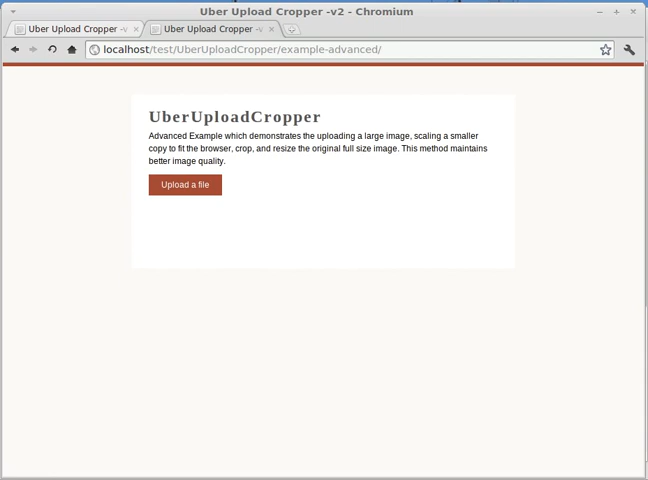 Uber Upload Cropper -v2 - Chromium
Uber Upload Cropper -v
Uber Upload Cropper -v
localhost/test/UberUploadCropper/example-advanced/
UberUploadCropper
Advanced Example which demonstrates the uploading a large image, scaling a smaller
copy to fit the browser, crop, and resize the original full size image. This method maintains
better image quality.
Upload a file